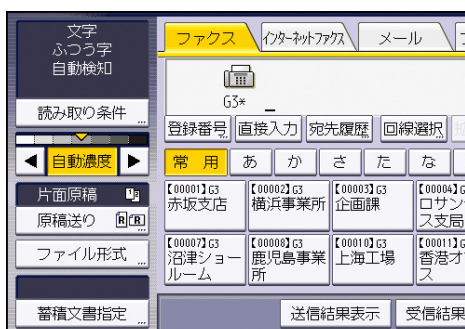 文字
ふつう字
自動検知
読み取り条件
自動濃度
片面原稿
原稿送り
ファイル形式
蓄積文書指定
ファクス
インターネットファクス
メール
G3*
_
登録番号
直接入力
宛先履歴
回線選択
常用
あ
か
さ
た
な
【00001】G3
赤坂支店
【00002】G3
横浜事業所
【00003】G3
企画課
【00004】G
ロサン
ス支局
【00007】G3
沼津ショー
ルーム
【00008】G3
鹿児島事業
所
【00010】G3
上海工場
【00011】G
香港オ
ス
送信結果表示
受信結果